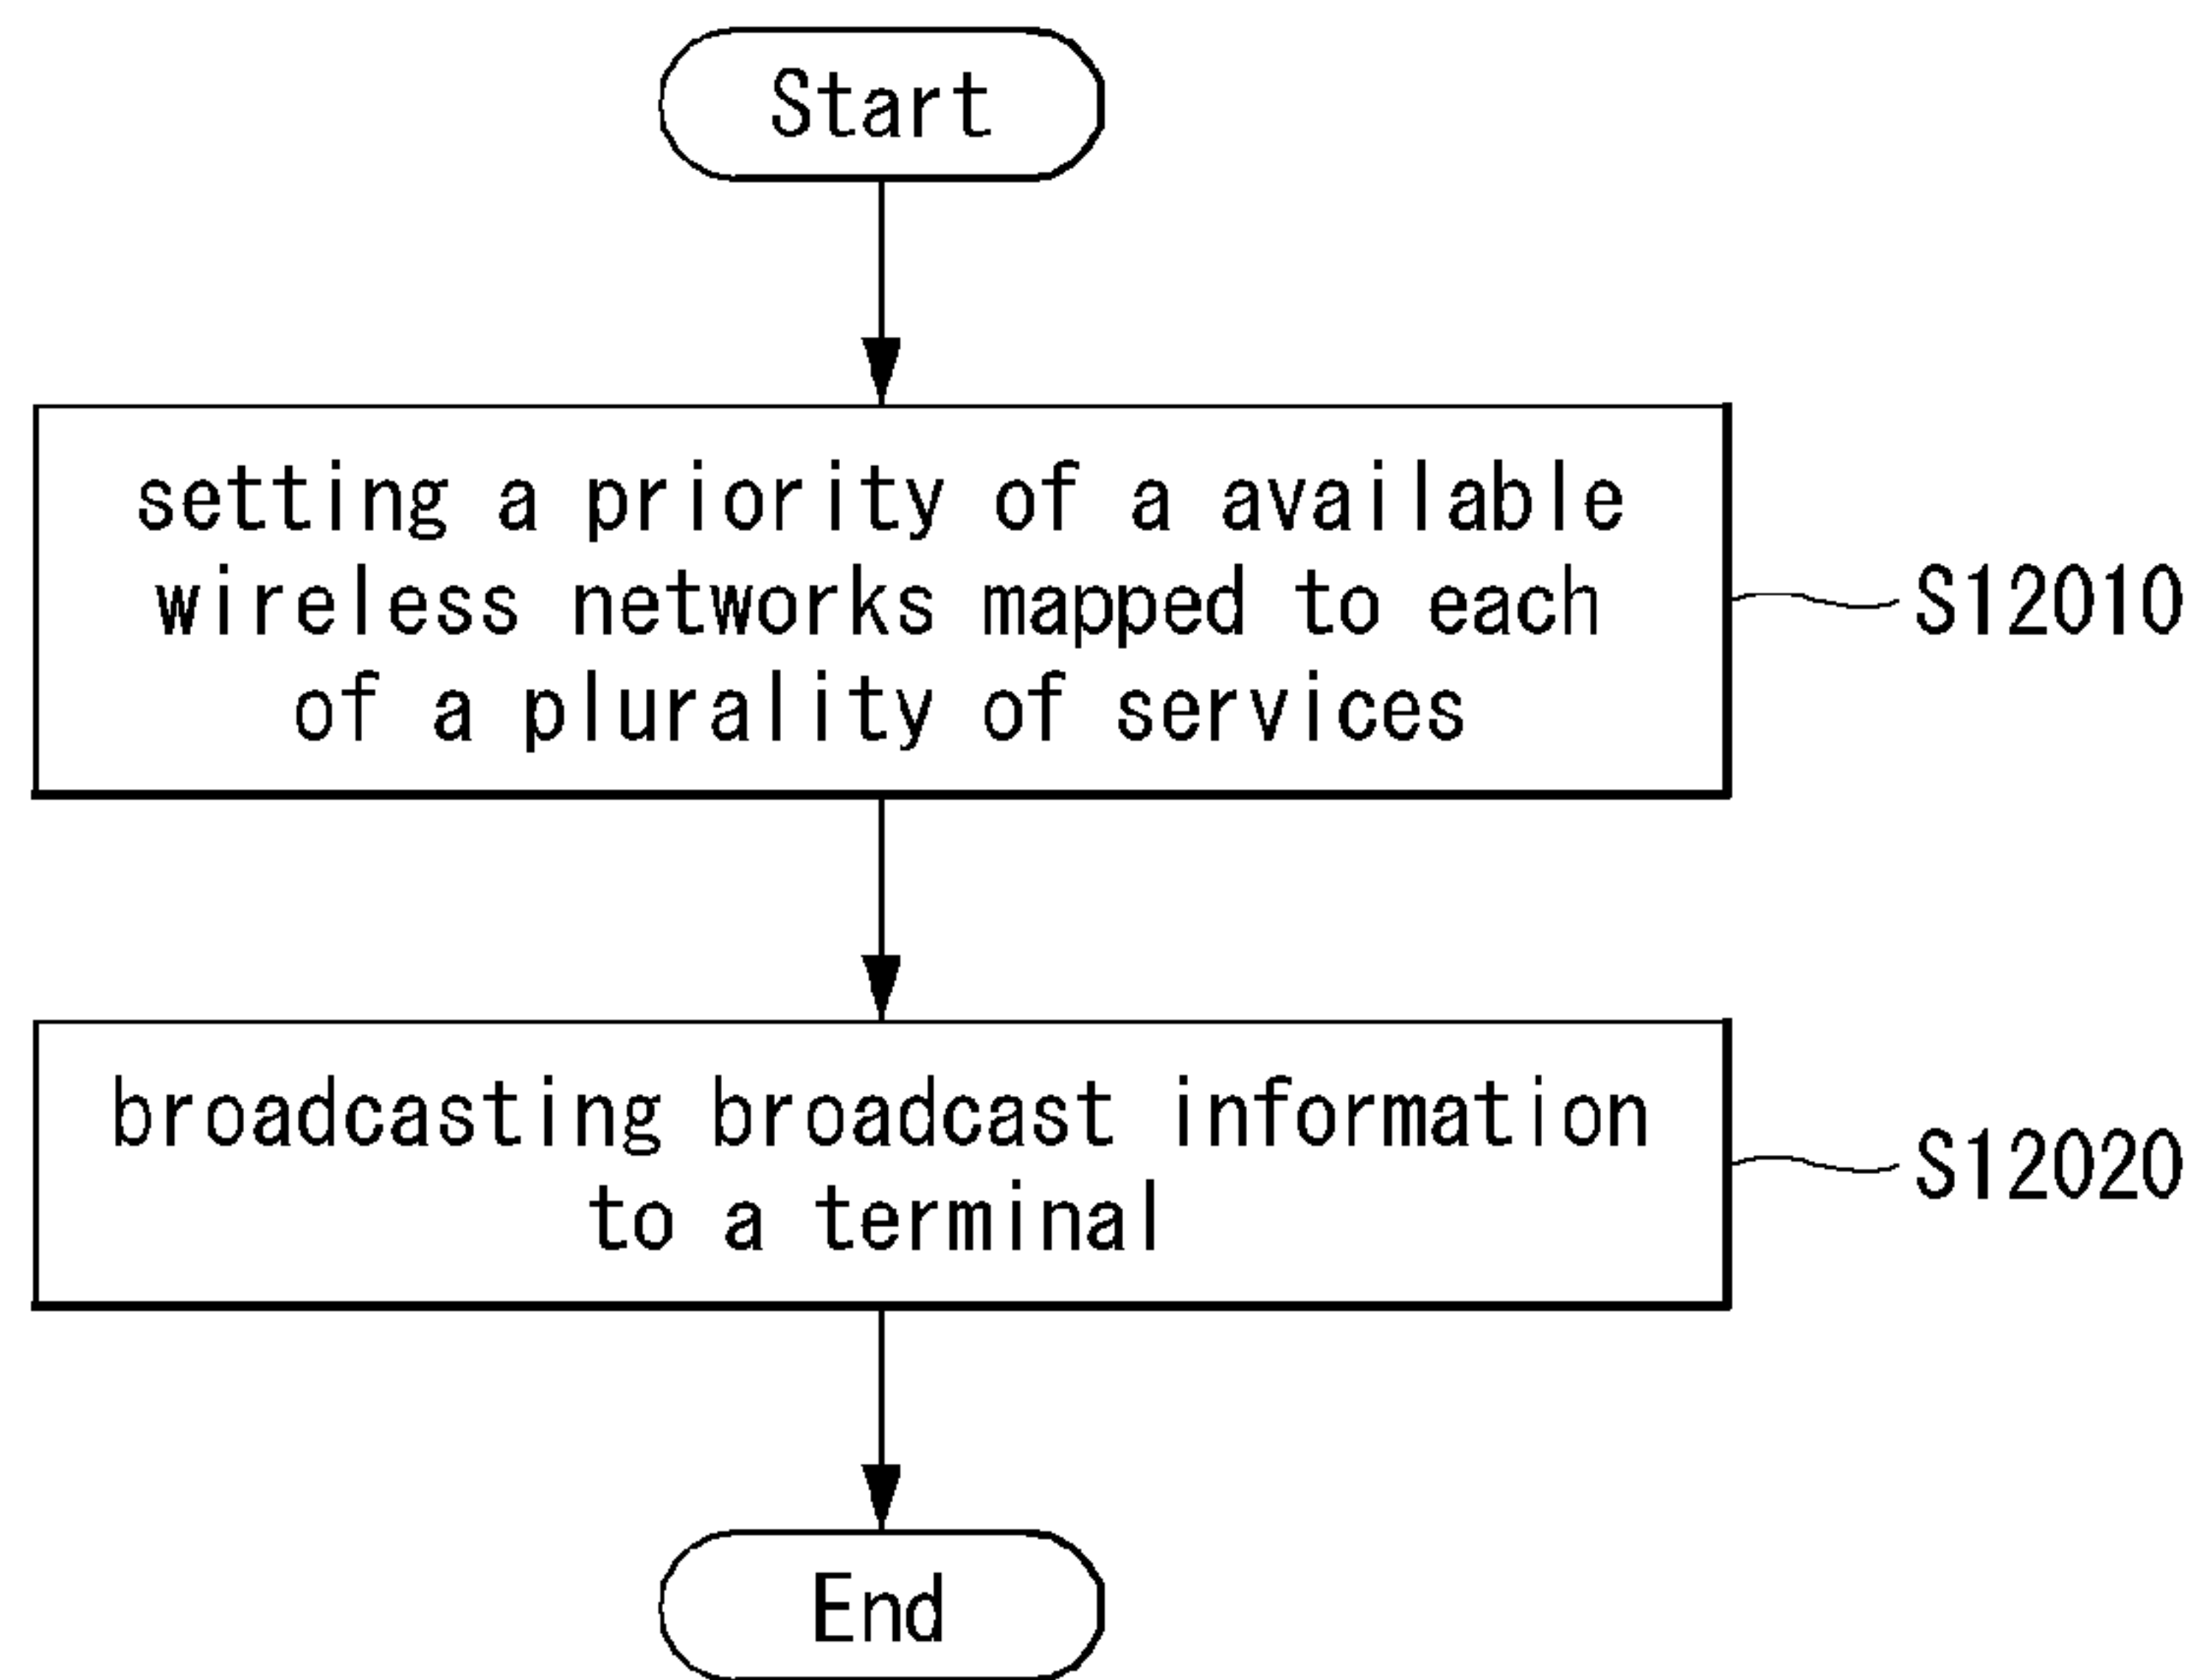 Start
setting a priority of a available
wireless networks mapped to each
of a plurality of services
S12010
broadcasting broadcast information
to a terminal
S12020
End